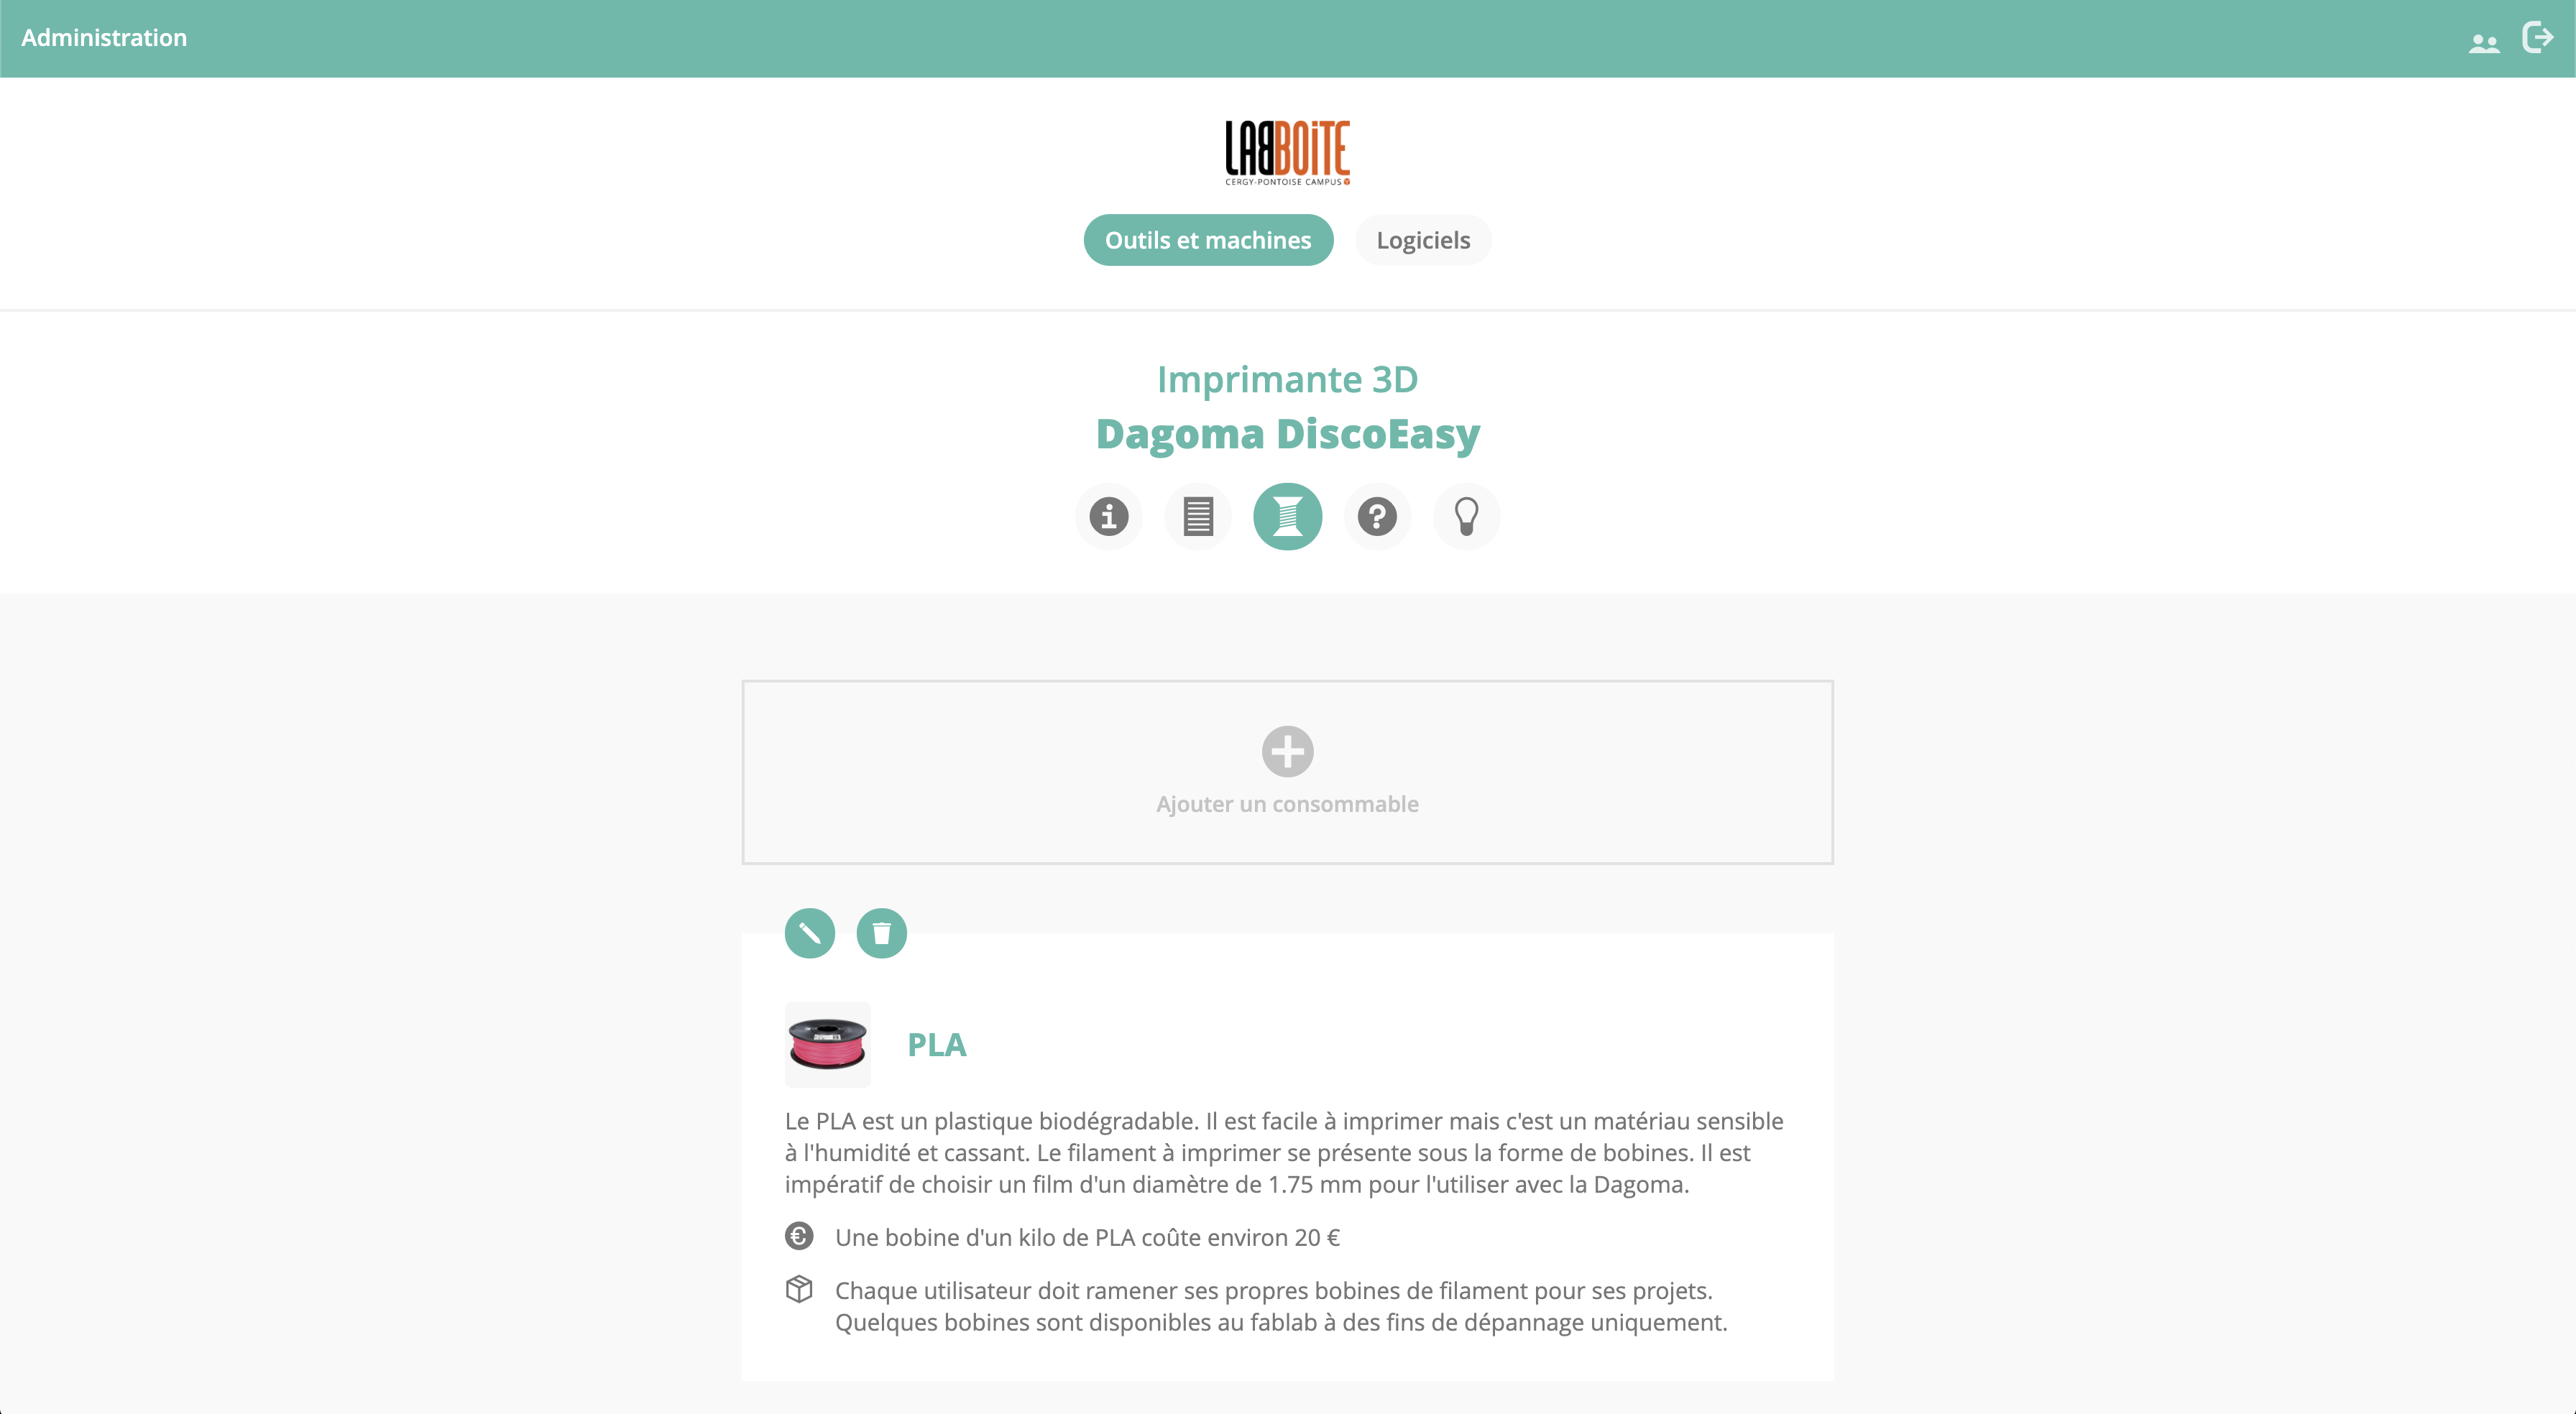 Administration
LABBOiTE
CERGY-PONTOISE CAMPUS
Outils et machines
Logiciels
Imprimante 3D
Dagoma DiscoEasy
Ajouter un consommable
PLA
Le PLA est un plastique biodégradable. Il est facile à imprimer mais c'est un matériau sensible
à l'humidité et cassant. Le filament à imprimer se présente sous la forme de bobines. Il est
impératif de choisir un film d'un diamètre de 1.75 mm pour l'utiliser avec la Dagoma.
Une bobine d'un kilo de PLA coûte environ 20 €
Chaque utilisateur doit ramener ses propres bobines de filament pour ses projets.
Quelques bobines sont disponibles au fablab à des fins de dépannage uniquement.